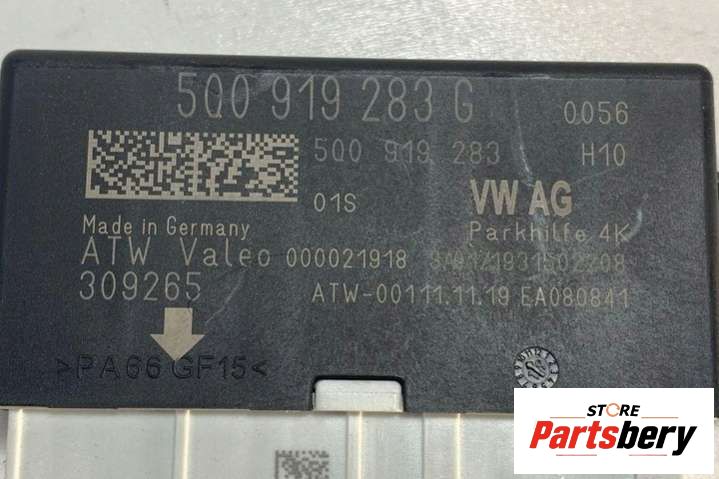 5Q0 919 283 G 0056
5Q0 919 283 H10
01S VW AG
Made in Germany Parkhilfe 4K
ATW Valeo 000021918
309265 ATW-00111.11.19 EA080841
>PA66 GF15<
STORE
Partsbery